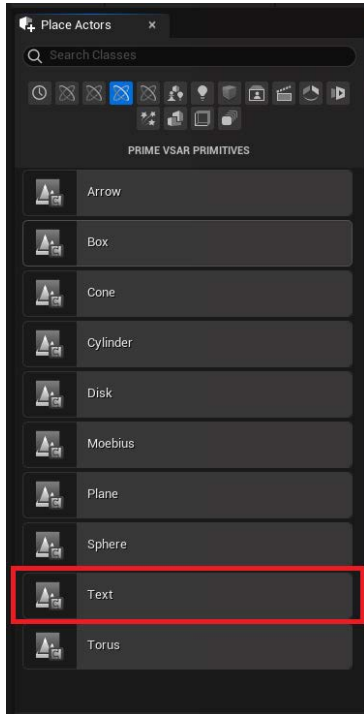 Place Actors
Search Classes
PRIME VSAR PRIMITIVES
Arrow
Box
Cone
Cylinder
Disk
Moebius
Plane
Sphere
Text
Torus